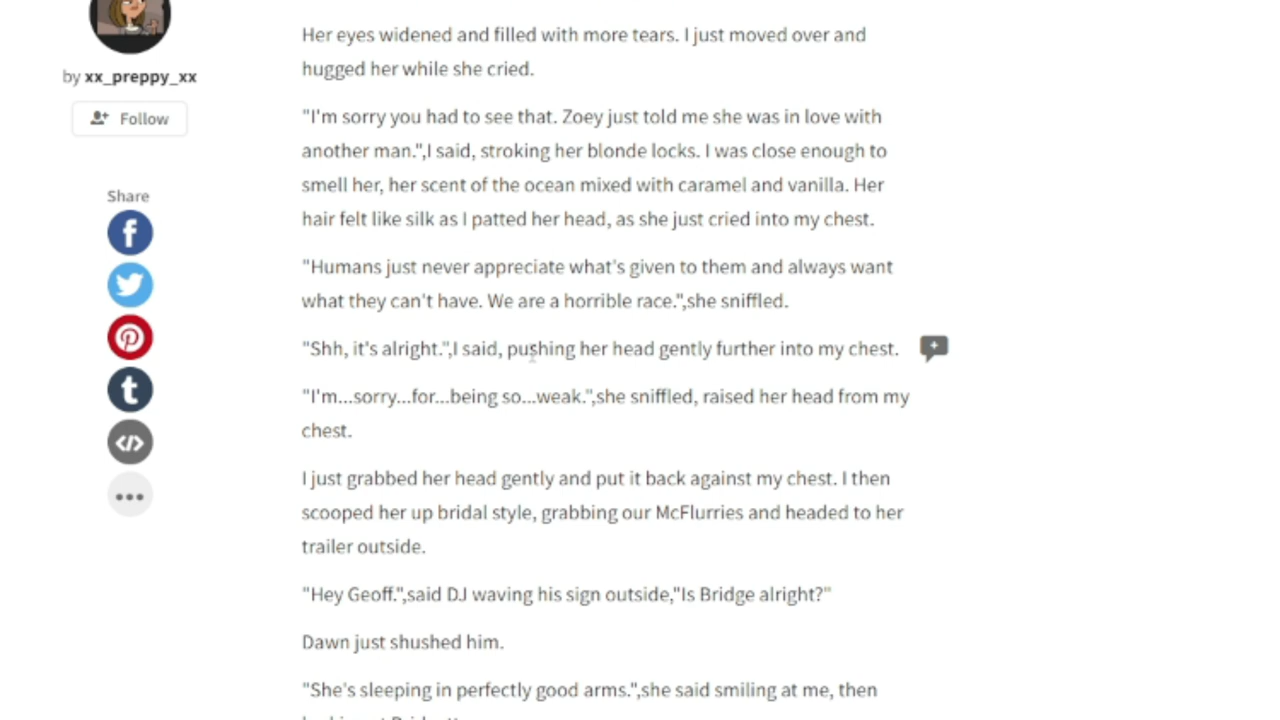 Her eyes widened and filled with more tears. I just moved over and
hugged her while she cried.
by xx_preppy_xx
"I'm sorry you had to see that. Zoey just told me she was in love with
Follow
another man.",I said, stroking her blonde locks. I was close enough to
smell her, her scent of the ocean mixed with caramel and vanilla. Her
Share
hair felt like silk as I patted her head, as she just cried into my chest.
"Humans just never appreciate what's given to them and always want
what they can't have. We are a horrible race.",she sniffled.
"Shh, it's alright.",I said, pushing her head gently further into my chest.
"I'm...sorry...for...being so...weak.",she sniffled, raised her head from my
chest.
I just grabbed her head gently and put it back against my chest. I then
scooped her up bridal style, grabbing our McFlurries and headed to her
trailer outside.
"Hey Geoff.",said DJ waving his sign outside,"Is Bridge alright?"
Dawn just shushed him.
"She's sleeping in perfectly good arms.",she said smiling at me, then